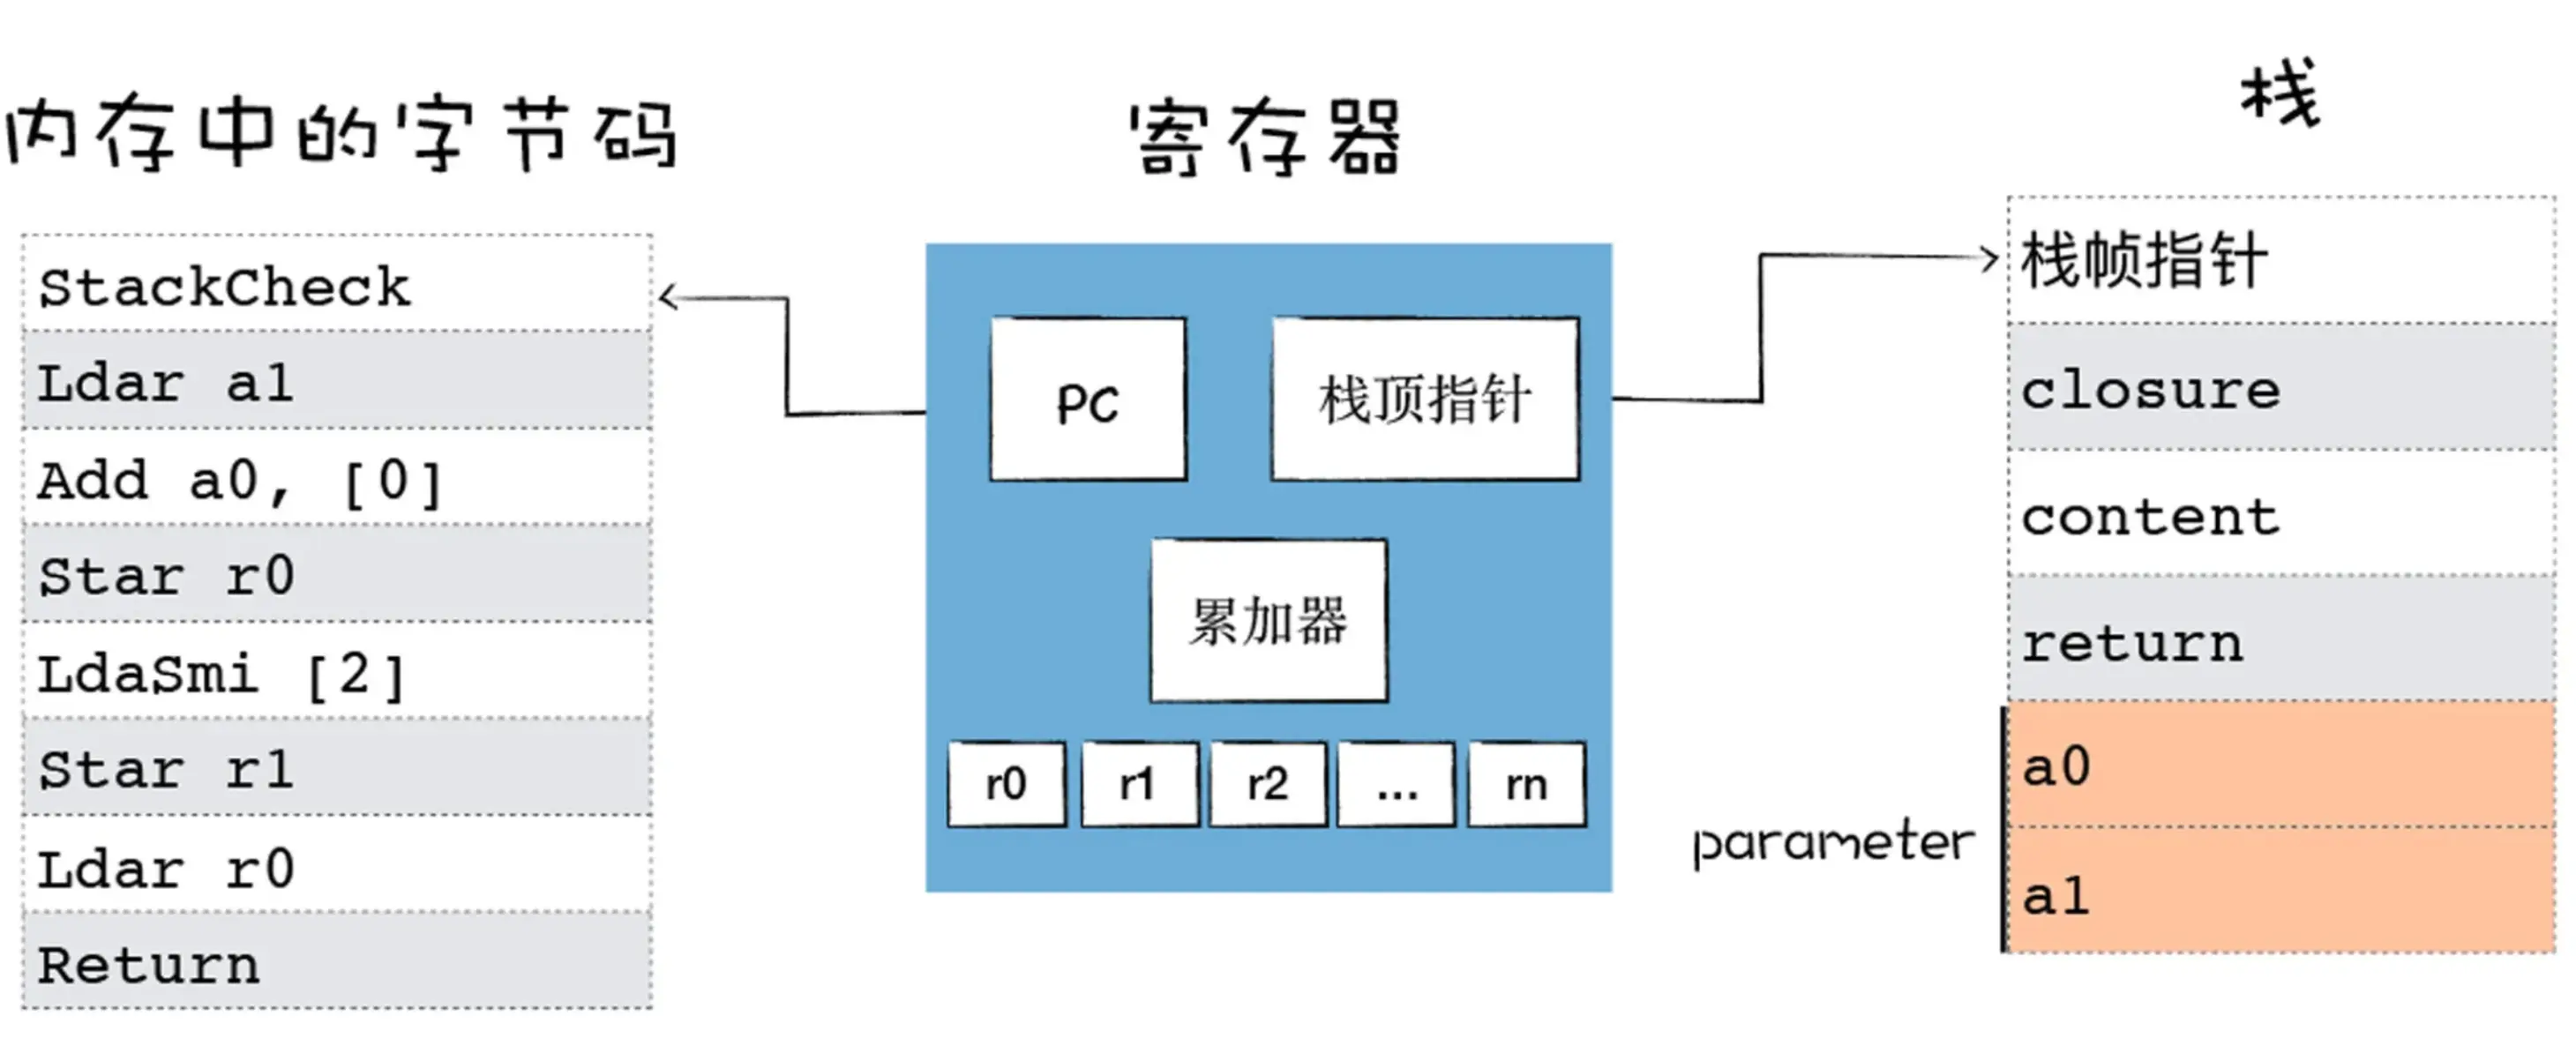 内存中的字节码
StackCheck
Ldar a1
Add a0, [0]
Star r0
LdaSmi [2]
Star r1
Ldar r0
Return
寄存器
PC
栈顶指针
累加器
r0 r1 r2 ... rn
栈
栈帧指针
closure
content
return
a0
a1
parameter